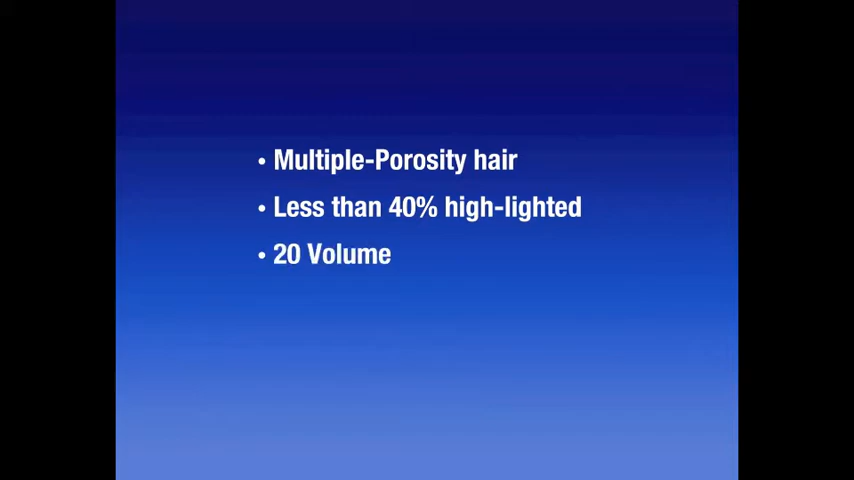 • Multiple-Porosity hair
• Less than 40% high-lighted
• 20 Volume